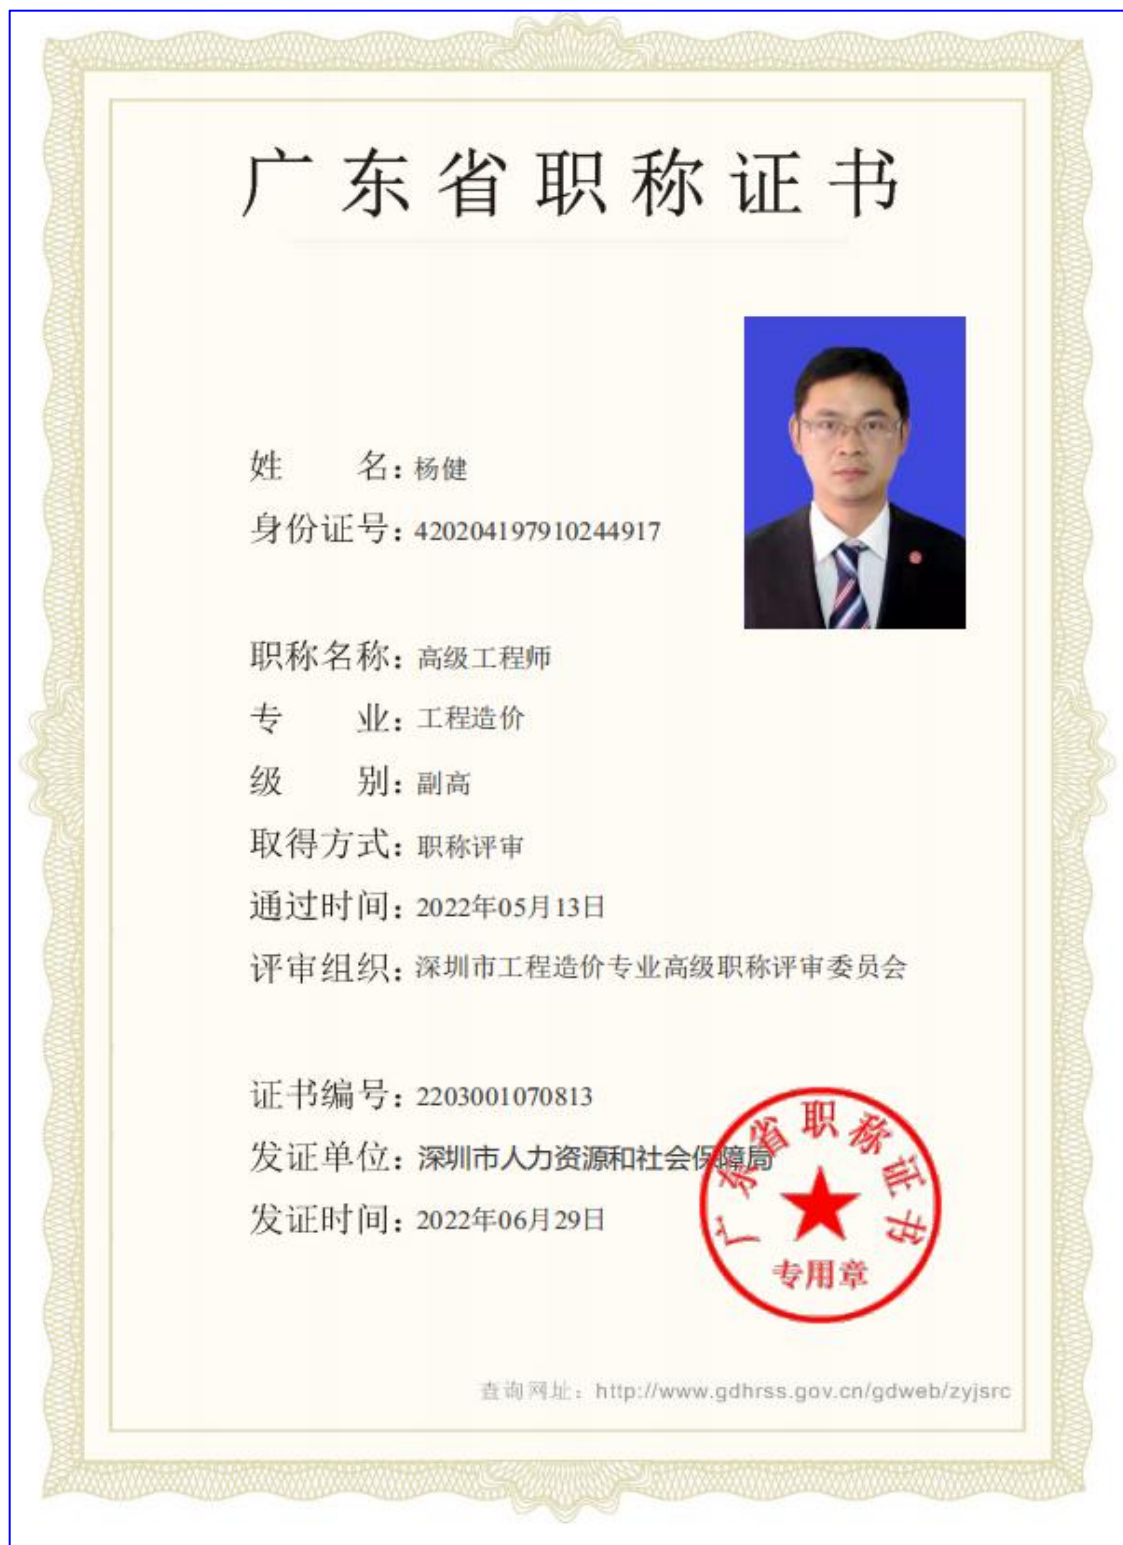 广东省职称证书
姓 名：杨健
身份证号：420204197910244917
职称名称：高级工程师
专 业：工程造价
级 别：副高
取得方式：职称评审
通过时间：2022年05月13日
评审组织：深圳市工程造价专业高级职称评审委员会
证书编号：2203001070813
发证单位：深圳市人力资源和社会保障局
发证时间：2022年06月29日
广东省职称证书
专用章
查询网址：http://www.gdhrss.gov.cn/gdweb/zyjsrc